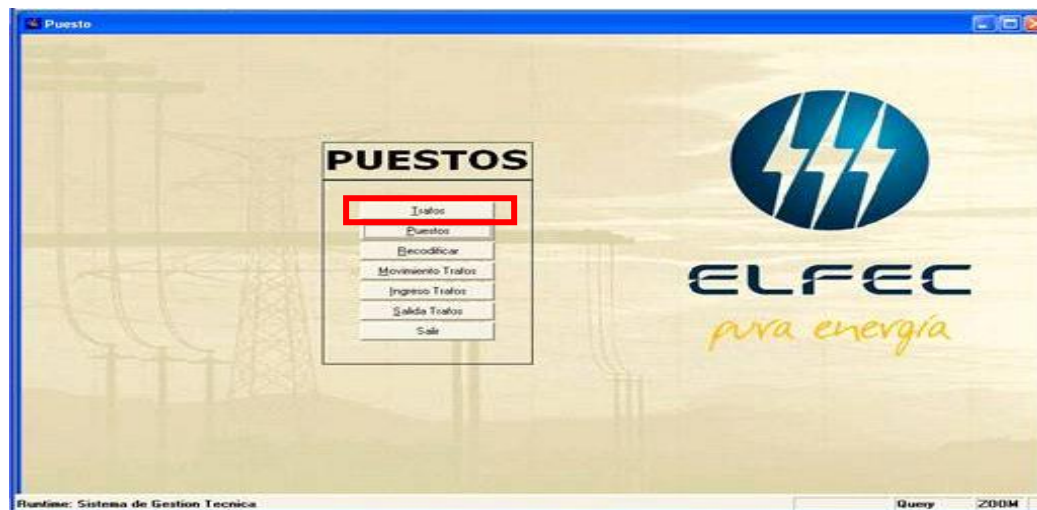 Puesto
PUESTOS
Trafos
Puestos
Recodificar
Movimiento Trafos
Ingreso Trafos
Salida Trafos
Salir
ELFEC
pura energía
Runtime: Sistema de Gestion Tecnica
Query
ZOOM